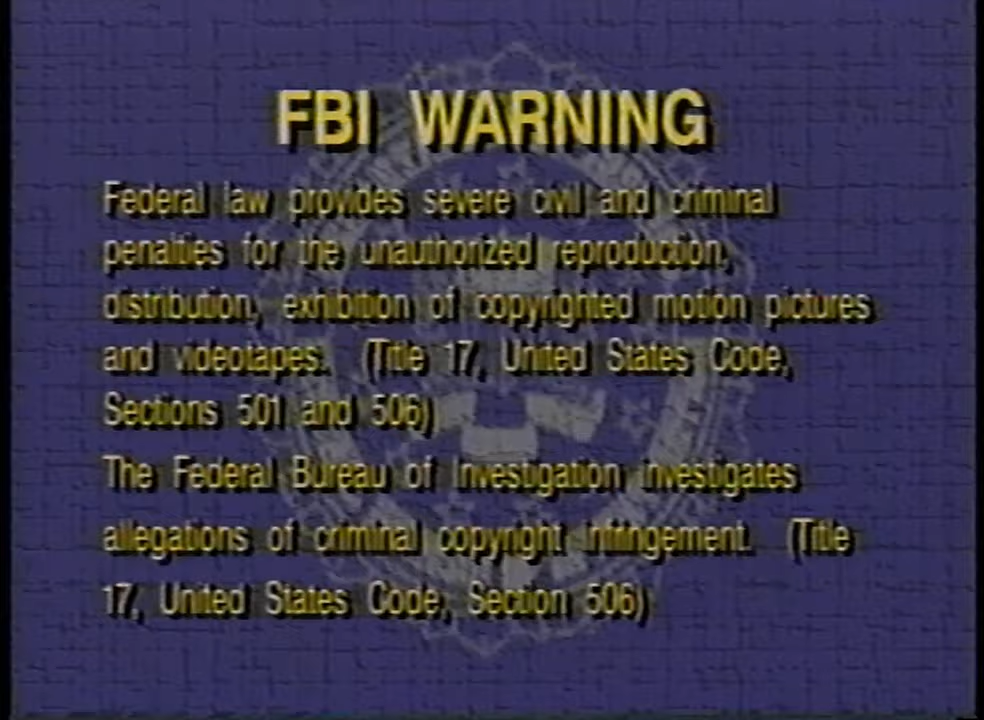 FBI WARNING
Federal law provides severe civil and criminal
penalties for the unauthorized reproduction,
distribution, exhibition of copyrighted motion pictures
and videotapes. (Title 17, United States Code,
Sections 501 and 506)
The Federal Bureau of Investigation investigates
allegations of criminal copyright infringement. (Title
17, United States Code, Section 506)